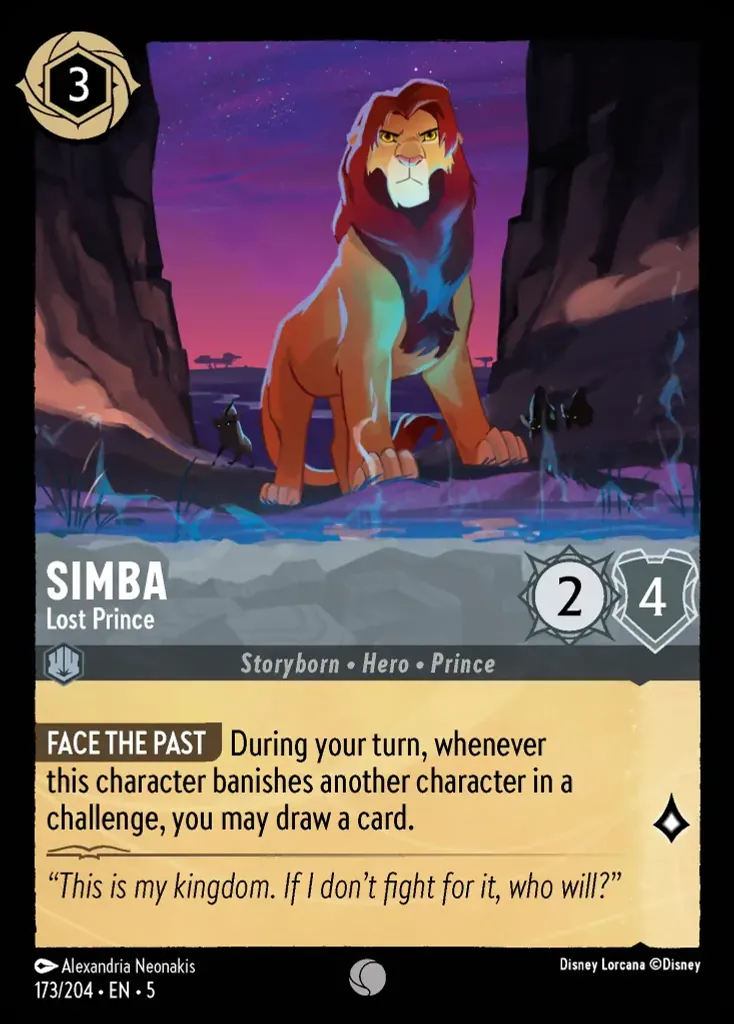 3
SIMBA
Lost Prince
2
4
Storyborn • Hero • Prince
FACE THE PAST During your turn, whenever
this character banishes another character in a
challenge, you may draw a card.
“This is my kingdom. If I don’t fight for it, who will?”
Alexandria Neonakis
Disney Lorcana ©Disney
173/204 • EN • 5